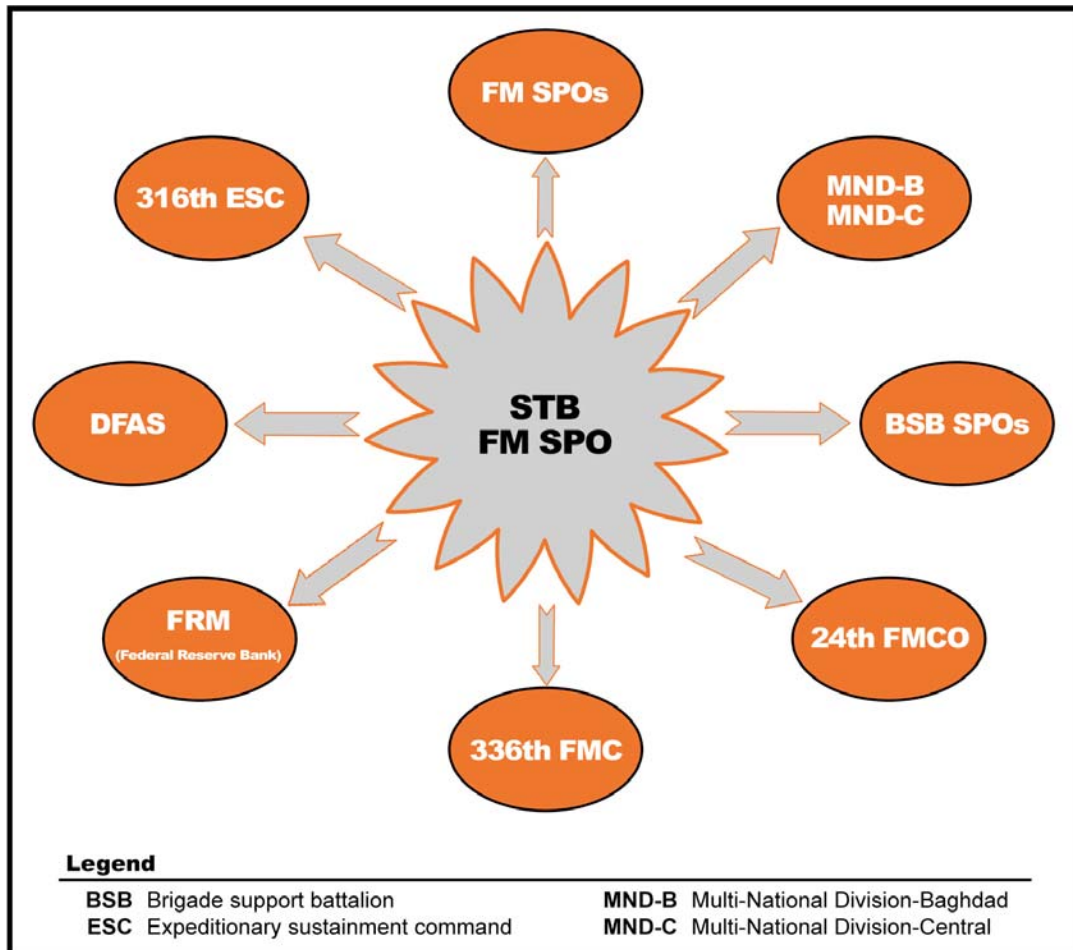 FM SPOs
316th ESC
MND-B
MND-C
STB
FM SPO
DFAS
BSB SPOs
FRM
(Federal Reserve Bank)
24th FMCO
336th FMC
Legend
BSB Brigade support battalion
ESC Expeditionary sustainment command
MND-B Multi-National Division-Baghdad
MND-C Multi-National Division-Central